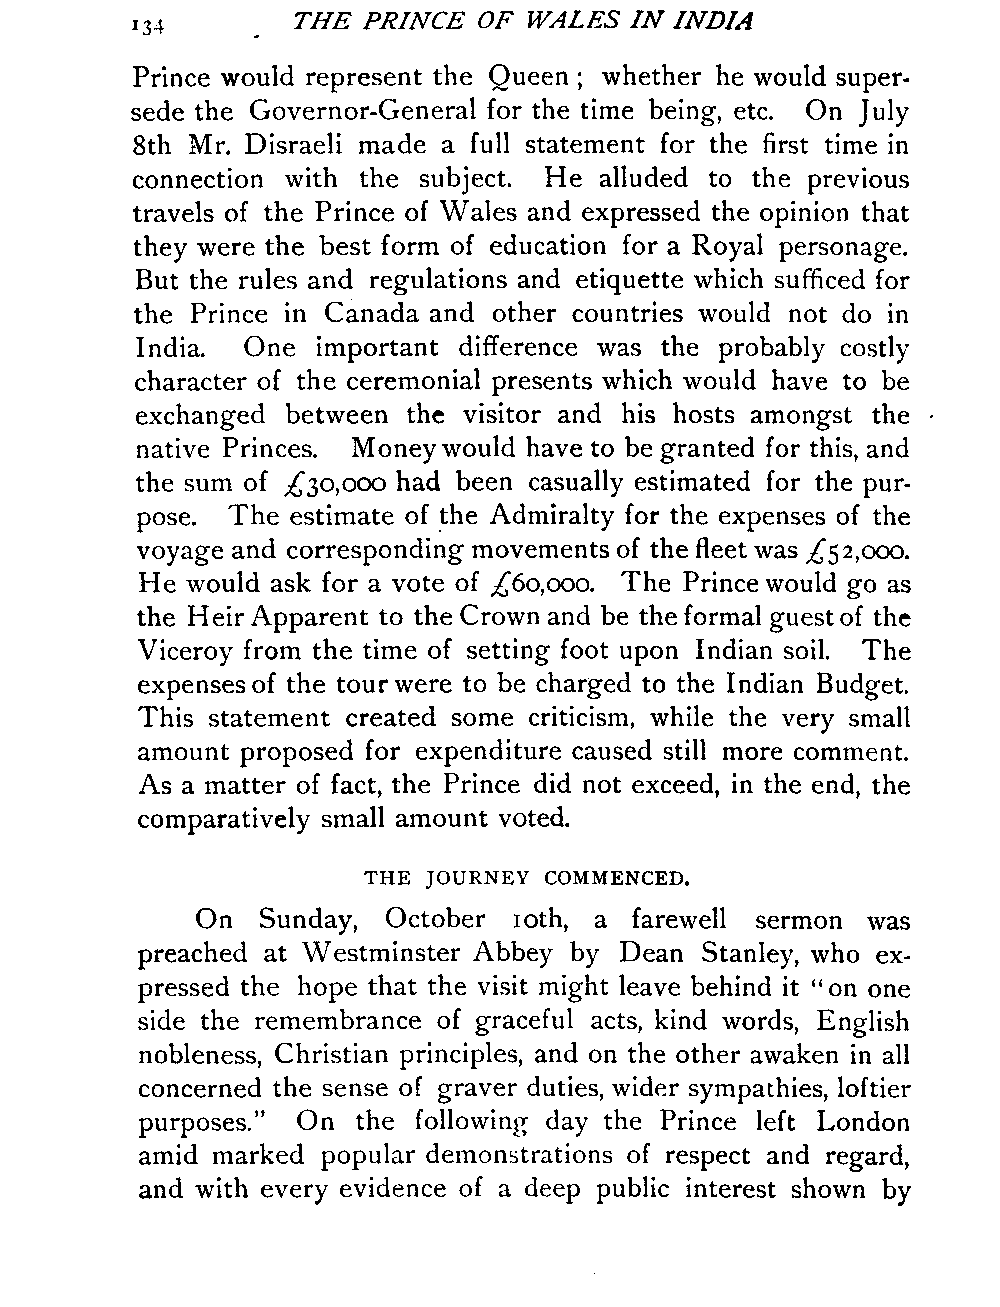 134 THE PRINCE OF WALES IN INDIA
Prince would represent the Queen; whether he would super-
sede the Governor-General for the time being, etc. On July
8th Mr. Disraeli made a full statement for the first time in
connection with the subject. He alluded to the previous
travels of the Prince of Wales and expressed the opinion that
they were the best form of education for a Royal personage.
But the rules and regulations and etiquette which sufficed for
the Prince in Canada and other countries would not do in
India. One important difference was the probably costly
character of the ceremonial presents which would have to be
exchanged between the visitor and his hosts amongst the
native Princes. Money would have to be granted for this, and
the sum of £30,000 had been casually estimated for the pur-
pose. The estimate of the Admiralty for the expenses of the
voyage and corresponding movements of the fleet was £52,000.
He would ask for a vote of £60,000. The Prince would go as
the Heir Apparent to the Crown and be the formal guest of the
Viceroy from the time of setting foot upon Indian soil. The
expenses of the tour were to be charged to the Indian Budget.
This statement created some criticism, while the very small
amount proposed for expenditure caused still more comment.
As a matter of fact, the Prince did not exceed, in the end, the
comparatively small amount voted.
THE JOURNEY COMMENCED.
On Sunday, October 10th, a farewell sermon was
preached at Westminster Abbey by Dean Stanley, who ex-
pressed the hope that the visit might leave behind it "on one
side the remembrance of graceful acts, kind words, English
nobleness, Christian principles, and on the other awaken in all
concerned the sense of graver duties, wider sympathies, loftier
purposes." On the following day the Prince left London
amid marked popular demonstrations of respect and regard,
and with every evidence of a deep public interest shown by